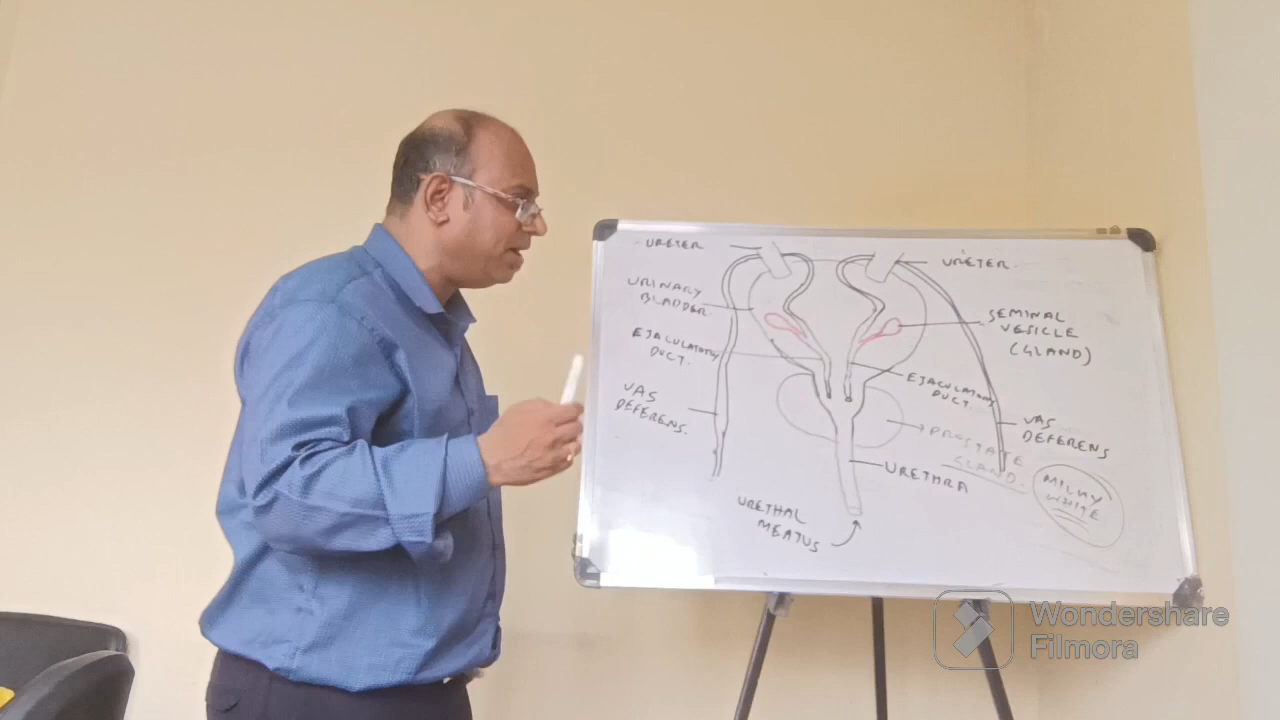 URETER
URETER.
URINARY
BLADDER.
SEMINAL
VESICLE
(GLAND)
EJACULATORY
DUCT.
EJACULATORY
DUCT.
VAS
DEFERENS.
VAS
DEFERENS
PROSTATE
GLAND.
URETHRA
MILKY
WHITE
URETHAL
MEATUS
Wondershare
Filmora